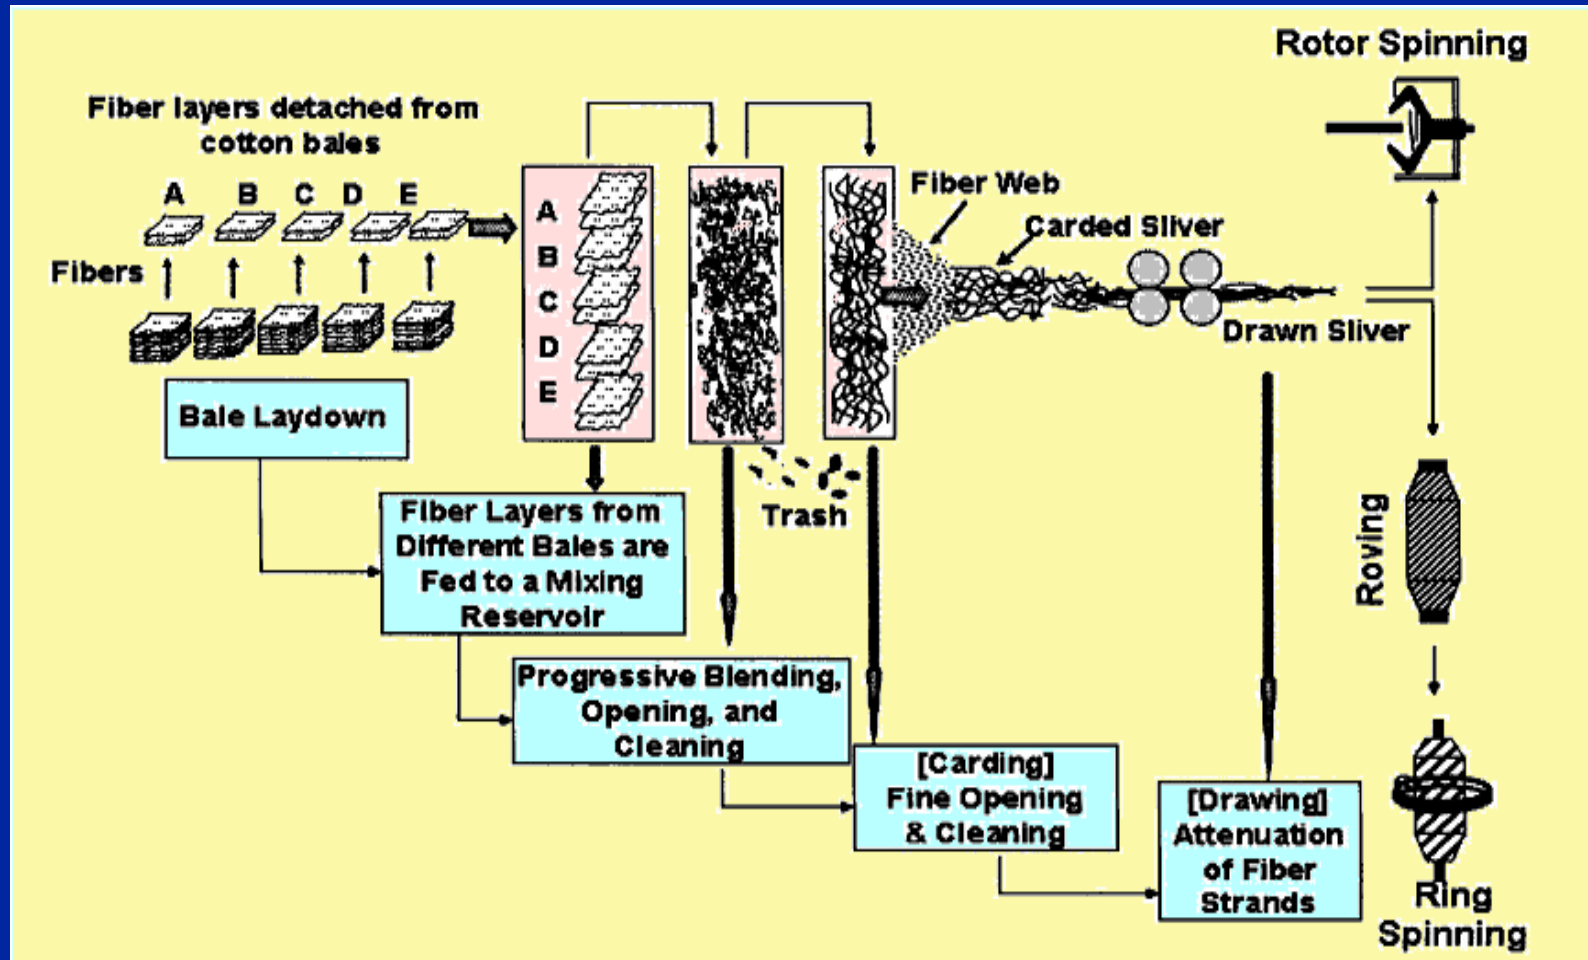 Rotor Spinning
Fiber layers detached from
cotton bales
A B C D E
Fibers
A
B
C
D
E
Fiber Web
Carded Sliver
Drawn Sliver
Bale Laydown
Trash
Fiber Layers from
Different Bales are
Fed to a Mixing
Reservoir
Progressive Blending,
Opening, and
Cleaning
[Carding]
Fine Opening
& Cleaning
[Drawing]
Attenuation
of Fiber
Strands
Roving
Ring
Spinning